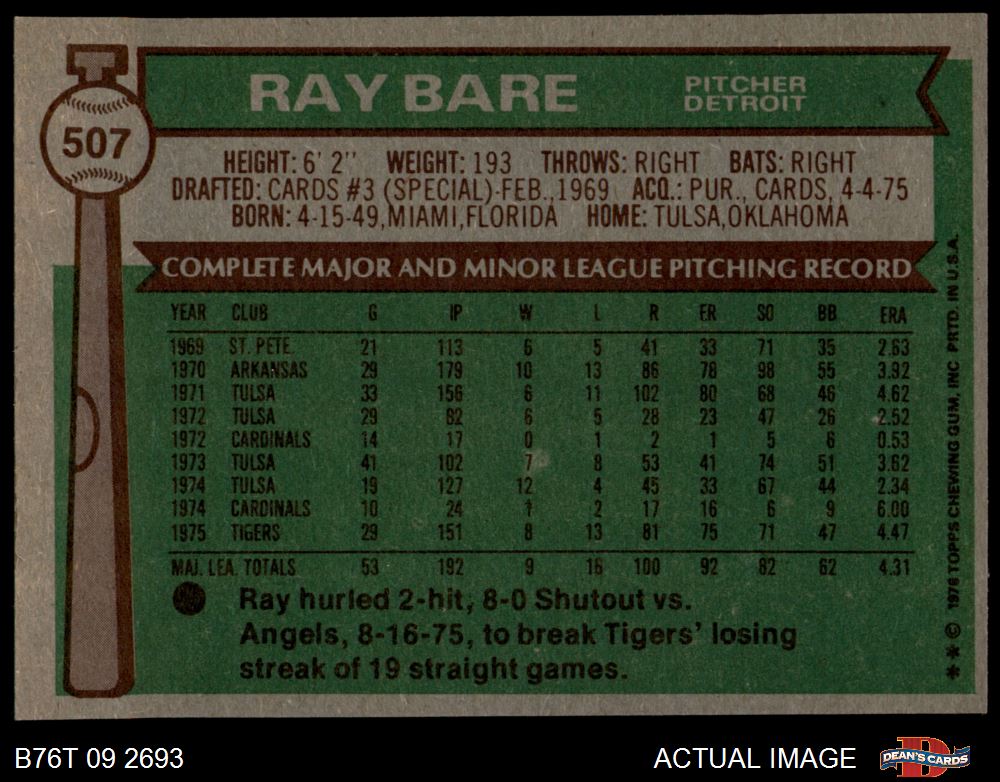 RAY BARE
PITCHER
DETROIT
507
HEIGHT: 6' 2" WEIGHT: 193 THROWS: RIGHT BATS: RIGHT
DRAFTED: CARDS #3 (SPECIAL)-FEB.,1969 ACQ.: PUR., CARDS, 4-4-75
BORN: 4-15-49,MIAMI,FLORIDA HOME: TULSA,OKLAHOMA
COMPLETE MAJOR AND MINOR LEAGUE PITCHING RECORD
YEAR CLUB G IP W L R ER SO BB ERA
1969 ST. PETE. 21 113 6 5 41 33 71 35 2.63
1970 ARKANSAS 29 179 10 13 86 78 98 55 3.92
1971 TULSA 33 156 6 11 102 80 68 46 4.62
1972 TULSA 29 82 6 5 28 23 47 26 2.52
1972 CARDINALS 14 17 0 1 2 1 5 6 0.53
1973 TULSA 41 102 7 8 53 41 74 51 3.62
1974 TULSA 19 127 12 4 45 33 67 44 2.34
1974 CARDINALS 10 24 1 2 17 16 6 9 6.00
1975 TIGERS 29 151 8 13 81 75 71 47 4.47
MAJ. LEA. TOTALS 53 192 9 16 100 92 82 62 4.31
Ray hurled 2-hit, 8-0 Shutout vs.
Angels, 8-16-75, to break Tigers' losing
streak of 19 straight games.
* * © 1976 TOPPS CHEWING GUM, INC PRTD. IN U.S.A.
B76T 09 2693
ACTUAL IMAGE
D
DEAN'S CARDS